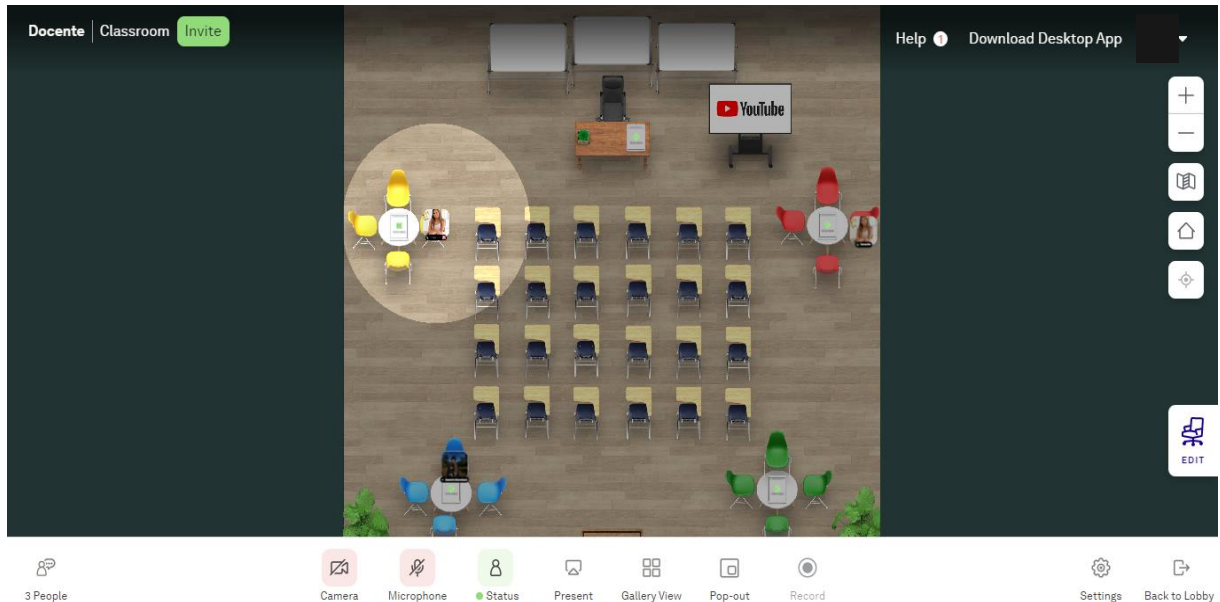 Docente Classroom Invite
Help 1 Download Desktop App
YouTube
EDIT
3 People
Camera Microphone Status Present Gallery View Pop-out Record
Settings Back to Lobby